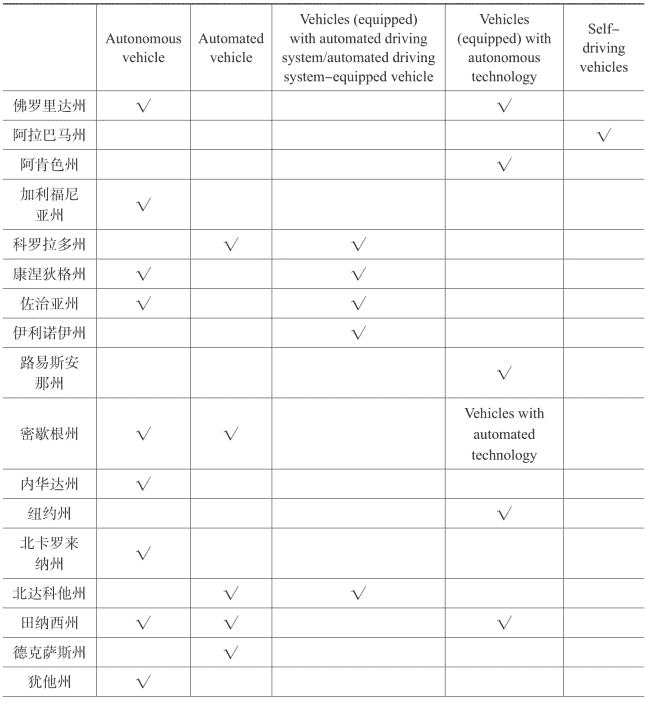 Autonomous vehicle
Automated vehicle
Vehicles (equipped) with automated driving system/automated driving system-equipped vehicle
Vehicles (equipped) with autonomous technology
Self-driving vehicles
佛罗里达州 √ √
阿拉巴马州 √
阿肯色州 √
加利福尼亚州 √
科罗拉多州 √ √
康涅狄格州 √ √
佐治亚州 √ √
伊利诺伊州 √
路易斯安那州 √
密歇根州 √ √ Vehicles with automated technology
内华达州 √
纽约州 √
北卡罗来纳州 √
北达科他州 √ √
田纳西州 √ √ √
德克萨斯州 √
犹他州 √